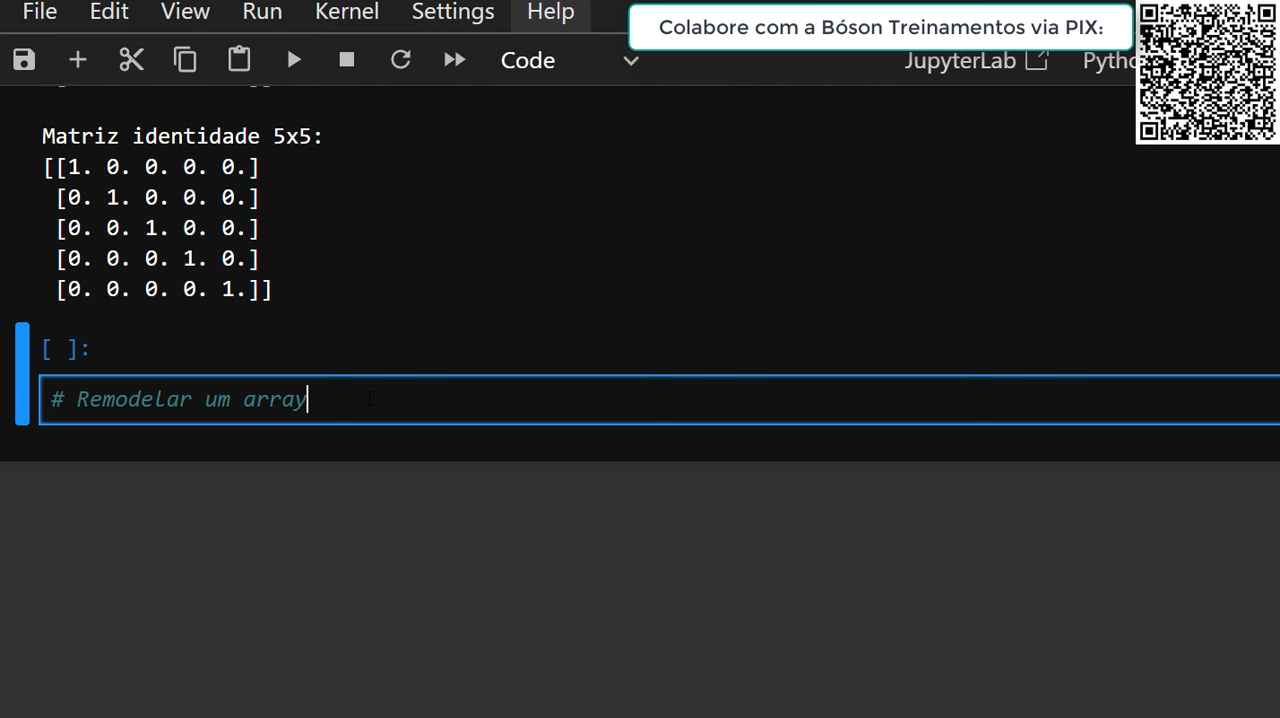 File Edit View Run Kernel Settings Help
Colabore com a Bóson Treinamentos via PIX:
Code
JupyterLab
Matriz identidade 5x5:
[[1. 0. 0. 0. 0.]
[0. 1. 0. 0. 0.]
[0. 0. 1. 0. 0.]
[0. 0. 0. 1. 0.]
[0. 0. 0. 0. 1.]]
[ ]:
# Remodelar um array